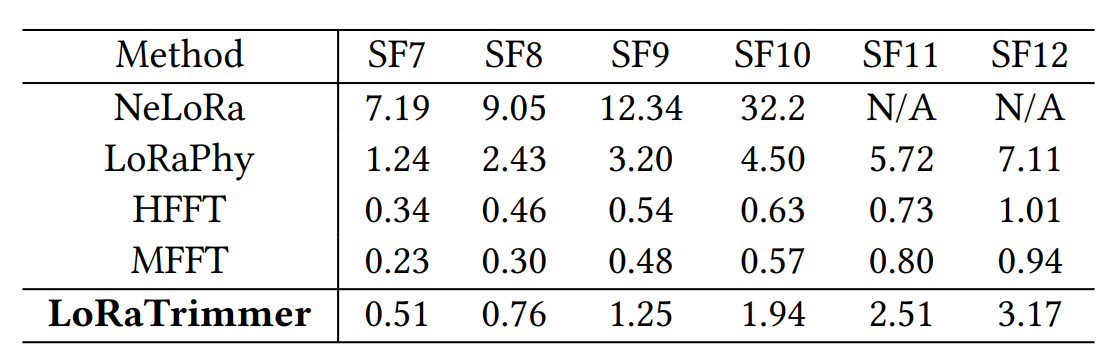 Method SF7 SF8 SF9 SF10 SF11 SF12
NeLoRa 7.19 9.05 12.34 32.2 N/A N/A
LoRaPhy 1.24 2.43 3.20 4.50 5.72 7.11
HFFT 0.34 0.46 0.54 0.63 0.73 1.01
MFFT 0.23 0.30 0.48 0.57 0.80 0.94
LoRaTrimmer 0.51 0.76 1.25 1.94 2.51 3.17